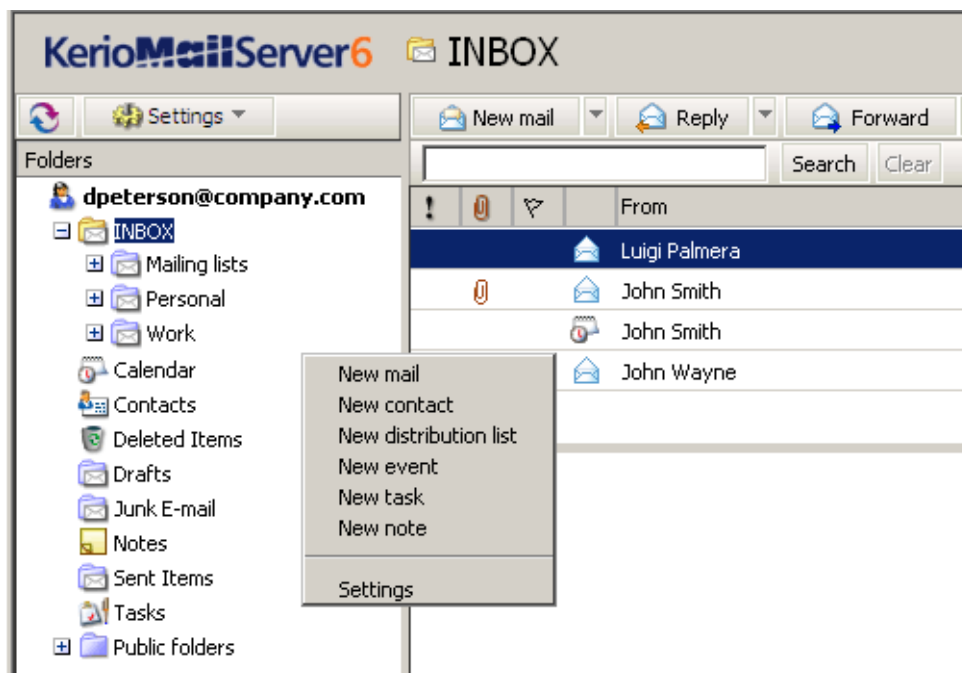 KerioMailServer6 INBOX
Settings New mail Reply Forward
Folders Search Clear
dpeterson@company.com ! From
INBOX Luigi Palmera
Mailing lists
Personal John Smith
Work John Smith
Calendar New mail John Wayne
Contacts New contact
Deleted Items New distribution list
Drafts New event
Junk E-mail New task
Notes New note
Sent Items Settings
Tasks
Public folders